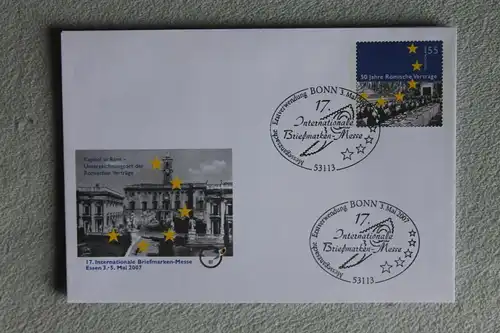 55
50 Jahre Römische Verträge
Messepostsache Erstverwendung BONN 3. Mai
17.
Internationale
Briefmarken-Messe
53113
Kapitol in Rom –
Unterzeichnungsort der
Römischen Verträge
17. Internationale Briefmarken-Messe
Essen 3.-5. Mai 2007
Erstverwendung BONN 3. Mai 2007
17.
Internationale
Briefmarken-Messe
53113